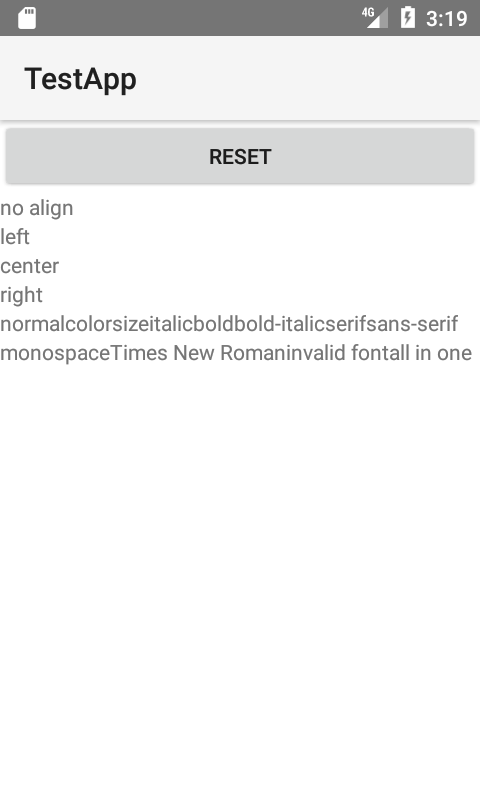 4G 3:19
TestApp
RESET
no align
left
center
right
normalcolorsizeitalicboldbold-italicserifsans-serif
monospaceTimes New Romaninvalid fontall in one